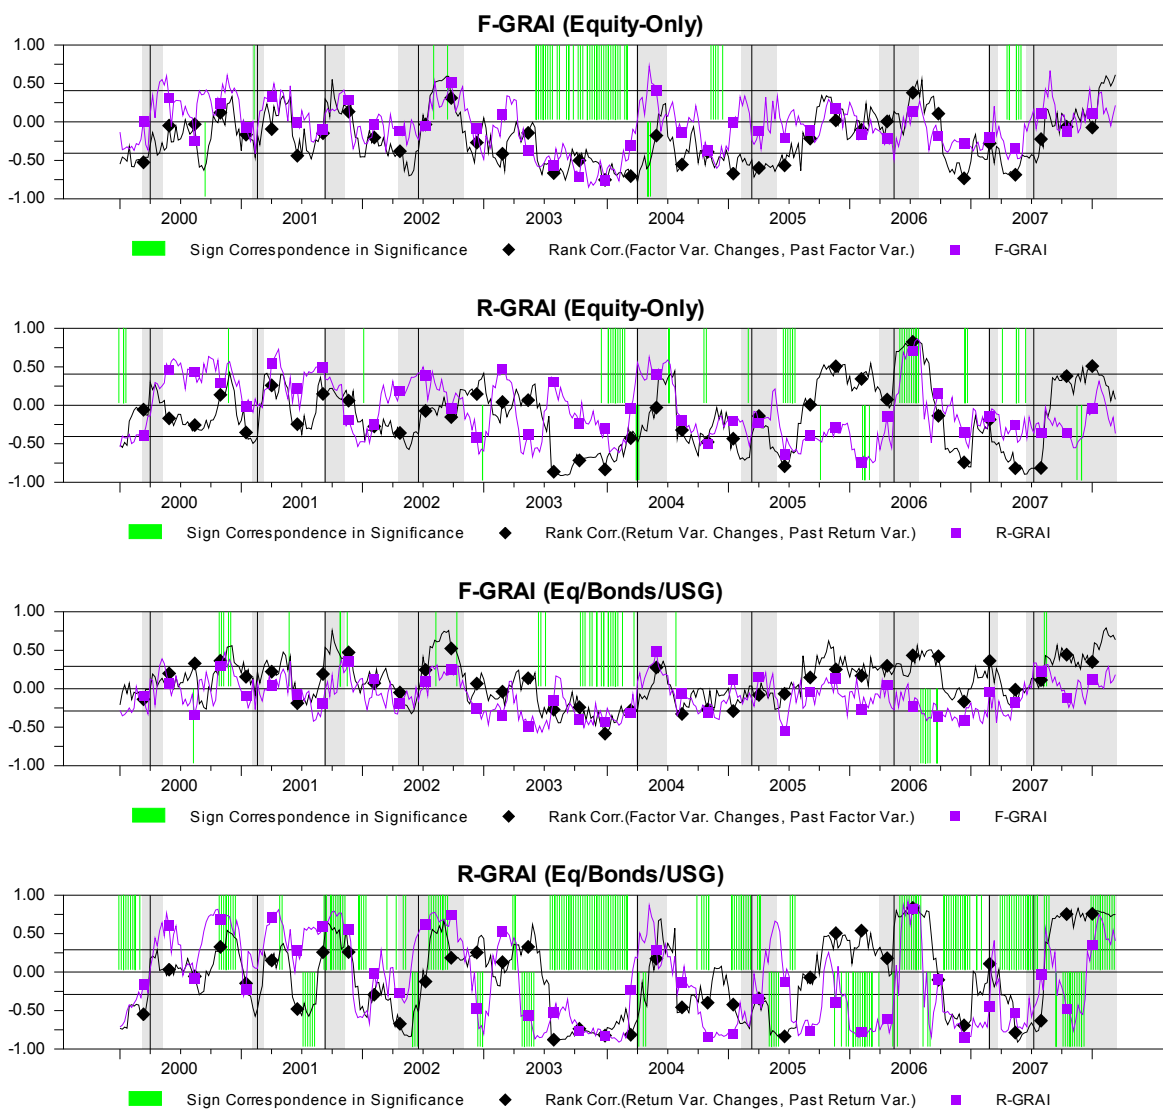 F-GRAI (Equity-Only)
1.00
0.50
0.00
-0.50
-1.00
2000 2001 2002 2003 2004 2005 2006 2007
Sign Correspondence in Significance Rank Corr.(Factor Var. Changes, Past Factor Var.) F-GRAI
R-GRAI (Equity-Only)
1.00
0.50
0.00
-0.50
-1.00
2000 2001 2002 2003 2004 2005 2006 2007
Sign Correspondence in Significance Rank Corr.(Return Var. Changes, Past Return Var.) R-GRAI
F-GRAI (Eq/Bonds/USG)
1.00
0.50
0.00
-0.50
-1.00
2000 2001 2002 2003 2004 2005 2006 2007
Sign Correspondence in Significance Rank Corr.(Factor Var. Changes, Past Factor Var.) F-GRAI
R-GRAI (Eq/Bonds/USG)
1.00
0.50
0.00
-0.50
-1.00
2000 2001 2002 2003 2004 2005 2006 2007
Sign Correspondence in Significance Rank Corr.(Return Var. Changes, Past Return Var.) R-GRAI